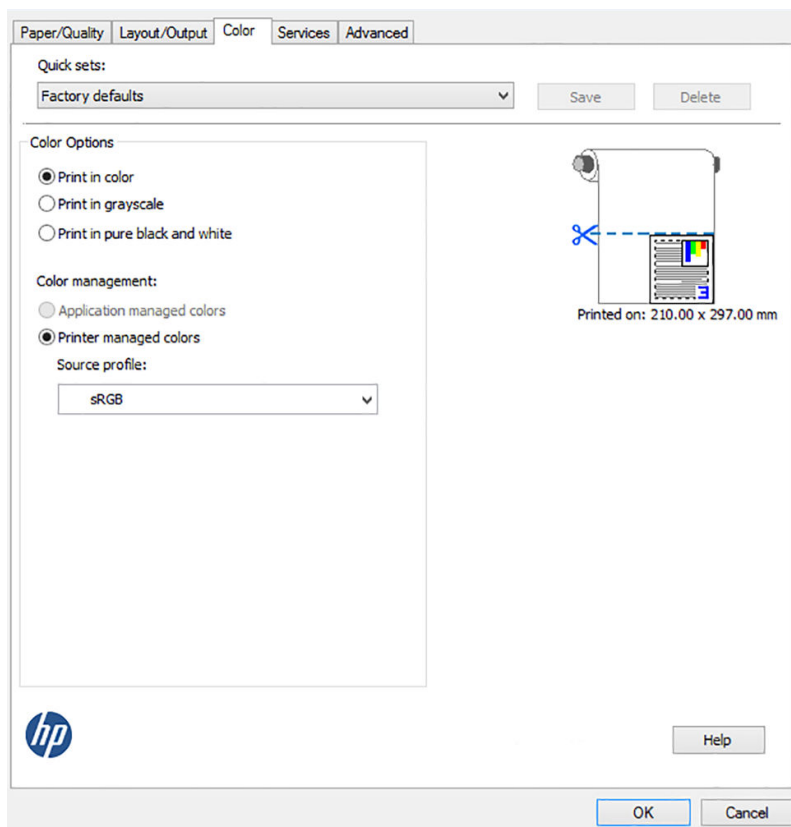 Paper/Quality Layout/Output Color Services Advanced
Quick sets:
Factory defaults Save Delete
Color Options
Print in color
Print in grayscale
Print in pure black and white
Color management:
Application managed colors
Printer managed colors
Source profile:
sRGB
Printed on: 210.00 x 297.00 mm
hp
Help
OK Cancel